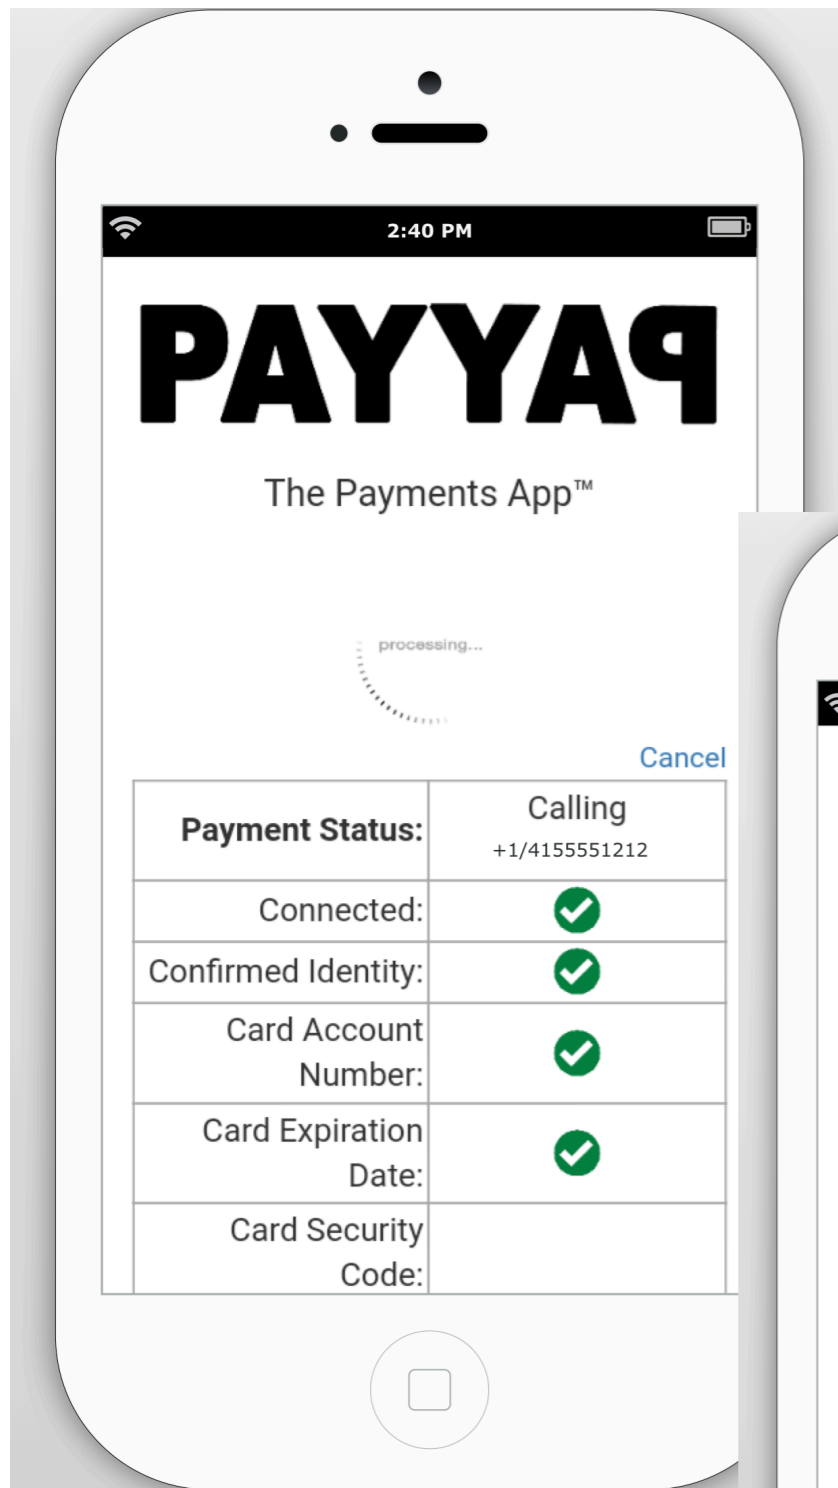 2:40 PM
PAYYAP
The Payments App™
processing...
Cancel
Payment Status:
Calling
+1/4155551212
Connected:
Confirmed Identity:
Card Account
Number:
Card Expiration
Date:
Card Security
Code: